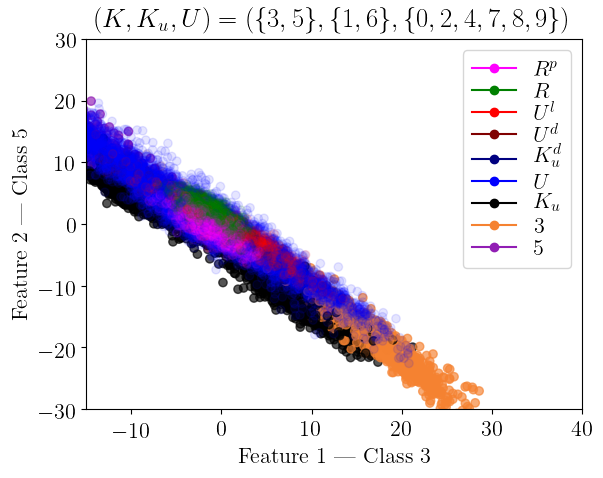 (K, K_u, U) = ({3, 5}, {1, 6}, {0, 2, 4, 7, 8, 9})
30
20
10
0
−10
−20
−30
Feature 2 — Class 5
R^p
R
U^l
U^d
K_u^d
U
K_u
3
5
−10
0
10
20
30
40
Feature 1 — Class 3